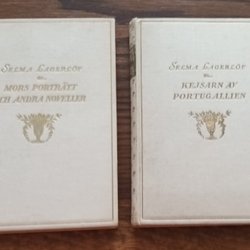 SELMA LAGERLÖF
MORS PORTRÄTT
OCH ANDRA NOVELLER
SELMA LAGERLÖF
KEJSARN AV
PORTUGALLIEN